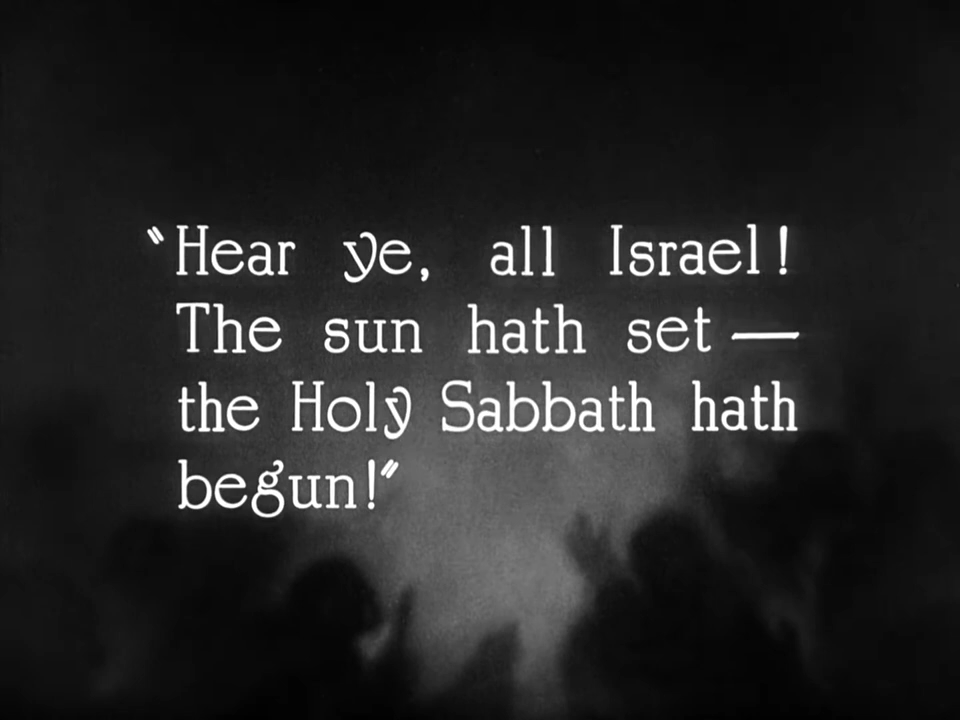 "Hear ye, all Israel!
The sun hath set —
the Holy Sabbath hath
begun!"